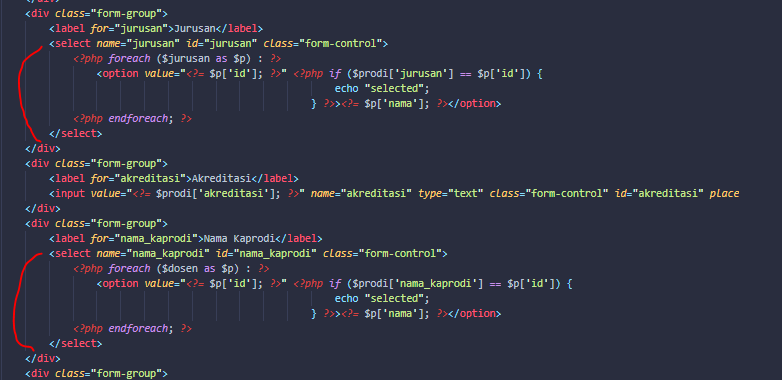 <div class="form-group">
<label for="jurusan">Jurusan</label>
<select name="jurusan" id="jurusan" class="form-control">
<?php foreach ($jurusan as $p) : ?>
<option value="<?= $p['id']; ?>" <?php if ($prodi['jurusan'] == $p['id']) {
echo "selected";
} ?>><?= $p['nama']; ?></option>
<?php endforeach; ?>
</select>
</div>
<div class="form-group">
<label for="akreditasi">Akreditasi</label>
<input value="<?= $prodi['akreditasi']; ?>" name="akreditasi" type="text" class="form-control" id="akreditasi" place
</div>
<div class="form-group">
<label for="nama_kaprodi">Nama Kaprodi</label>
<select name="nama_kaprodi" id="nama_kaprodi" class="form-control">
<?php foreach ($dosen as $p) : ?>
<option value="<?= $p['id']; ?>" <?php if ($prodi['nama_kaprodi'] == $p['id']) {
echo "selected";
} ?>><?= $p['nama']; ?></option>
<?php endforeach; ?>
</select>
</div>
<div class="form-group">